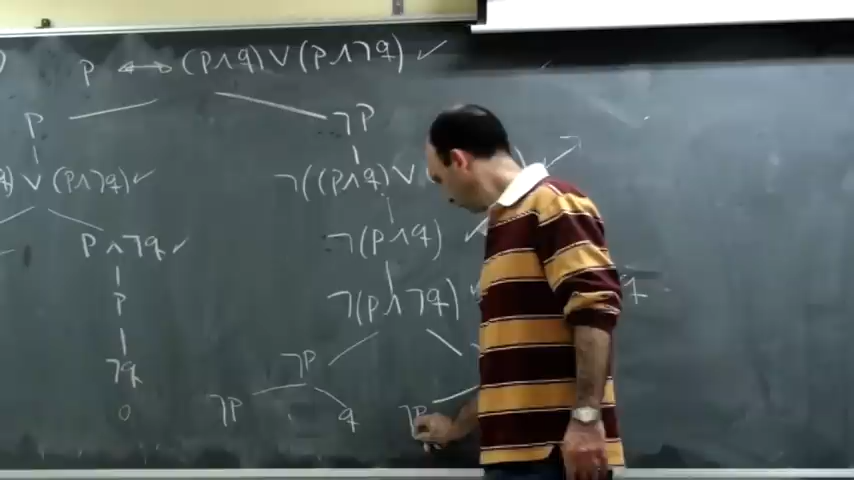 P ↔ (P∧q)∨(P∧¬q) ✓
P ¬P
∨(P∧¬q) ✓ ¬((P∧q)∨
P∧¬q ✓ ¬(P∧q)
P ¬(P∧¬q)
¬q ¬P
0 ¬P q ¬P